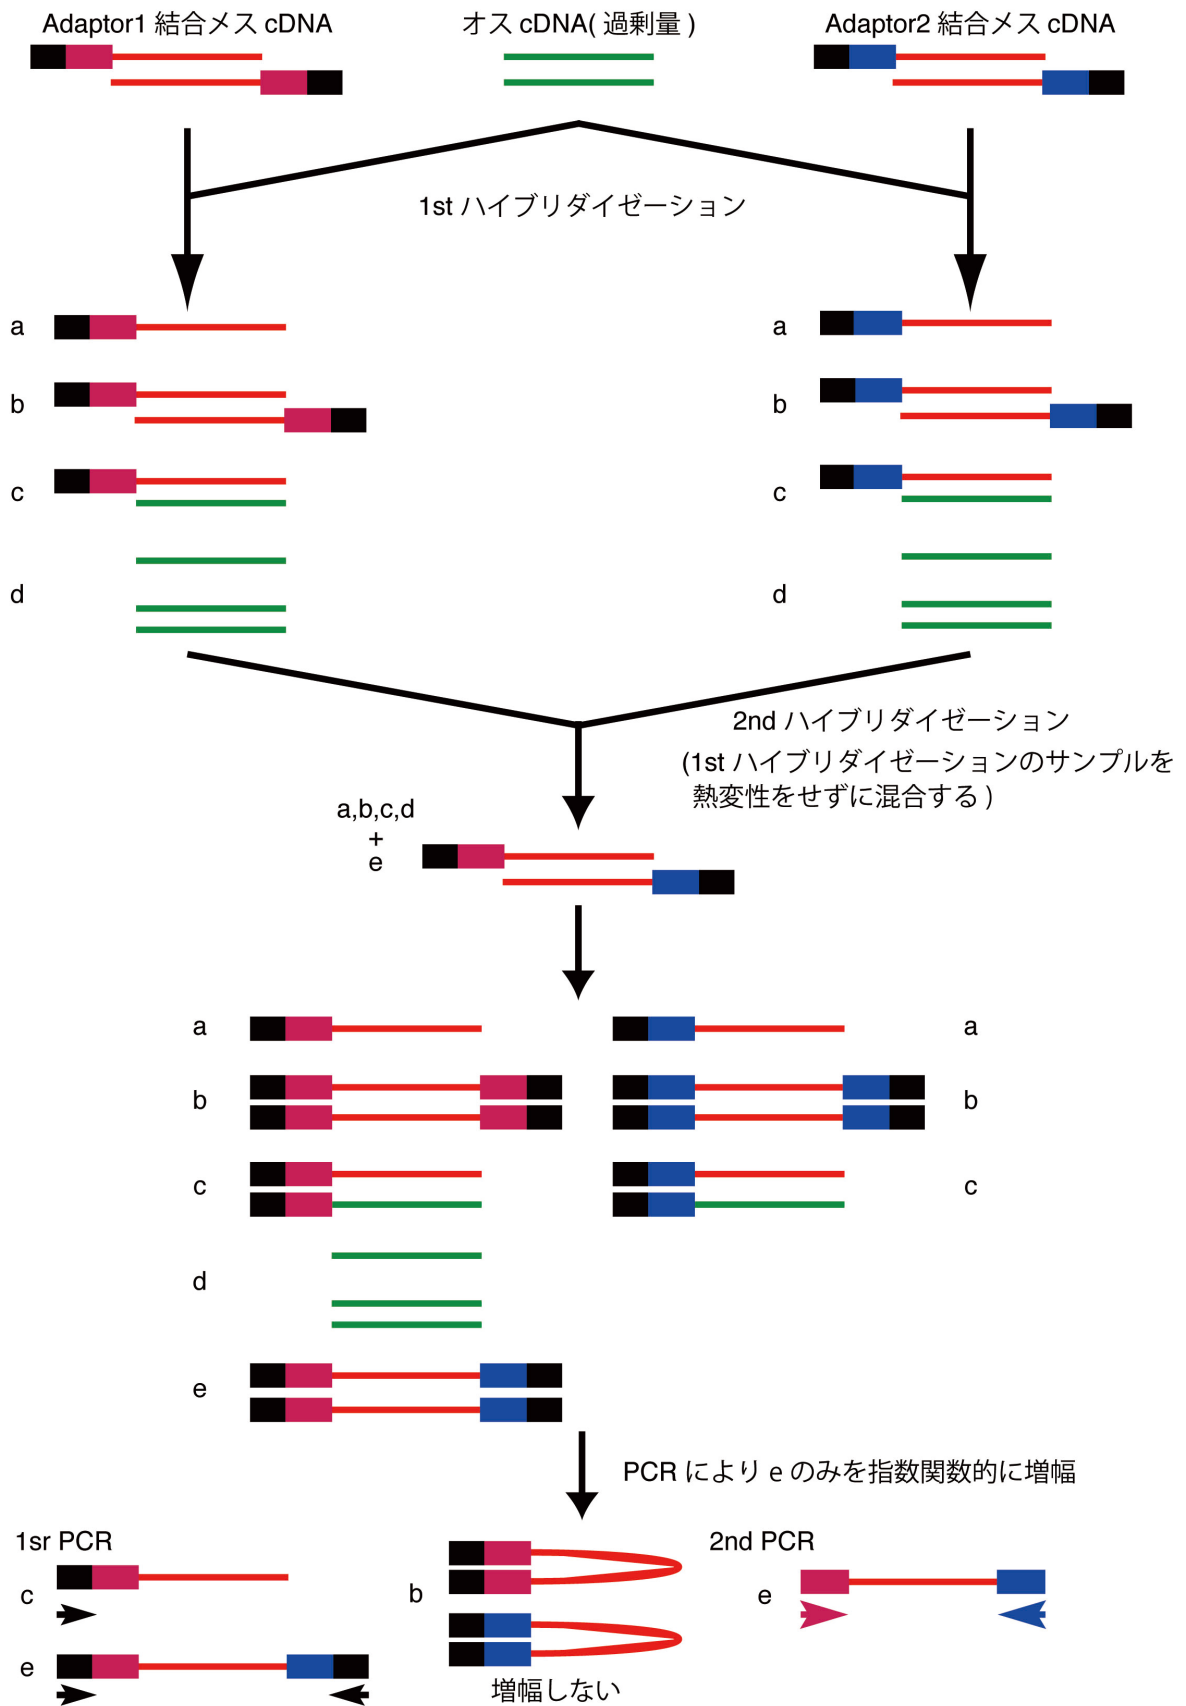 Adaptor1 結合メス cDNA
オス cDNA( 過剰量 )
Adaptor2 結合メス cDNA
1st ハイブリダイゼーション
a
a
b
b
c
c
d
d
2nd ハイブリダイゼーション
(1st ハイブリダイゼーションのサンプルを
熱変性をせずに混合する )
a,b,c,d
+
e
a
a
b
b
c
c
d
e
PCR により e のみを指数関数的に増幅
1sr PCR
2nd PCR
c
b
e
e
増幅しない